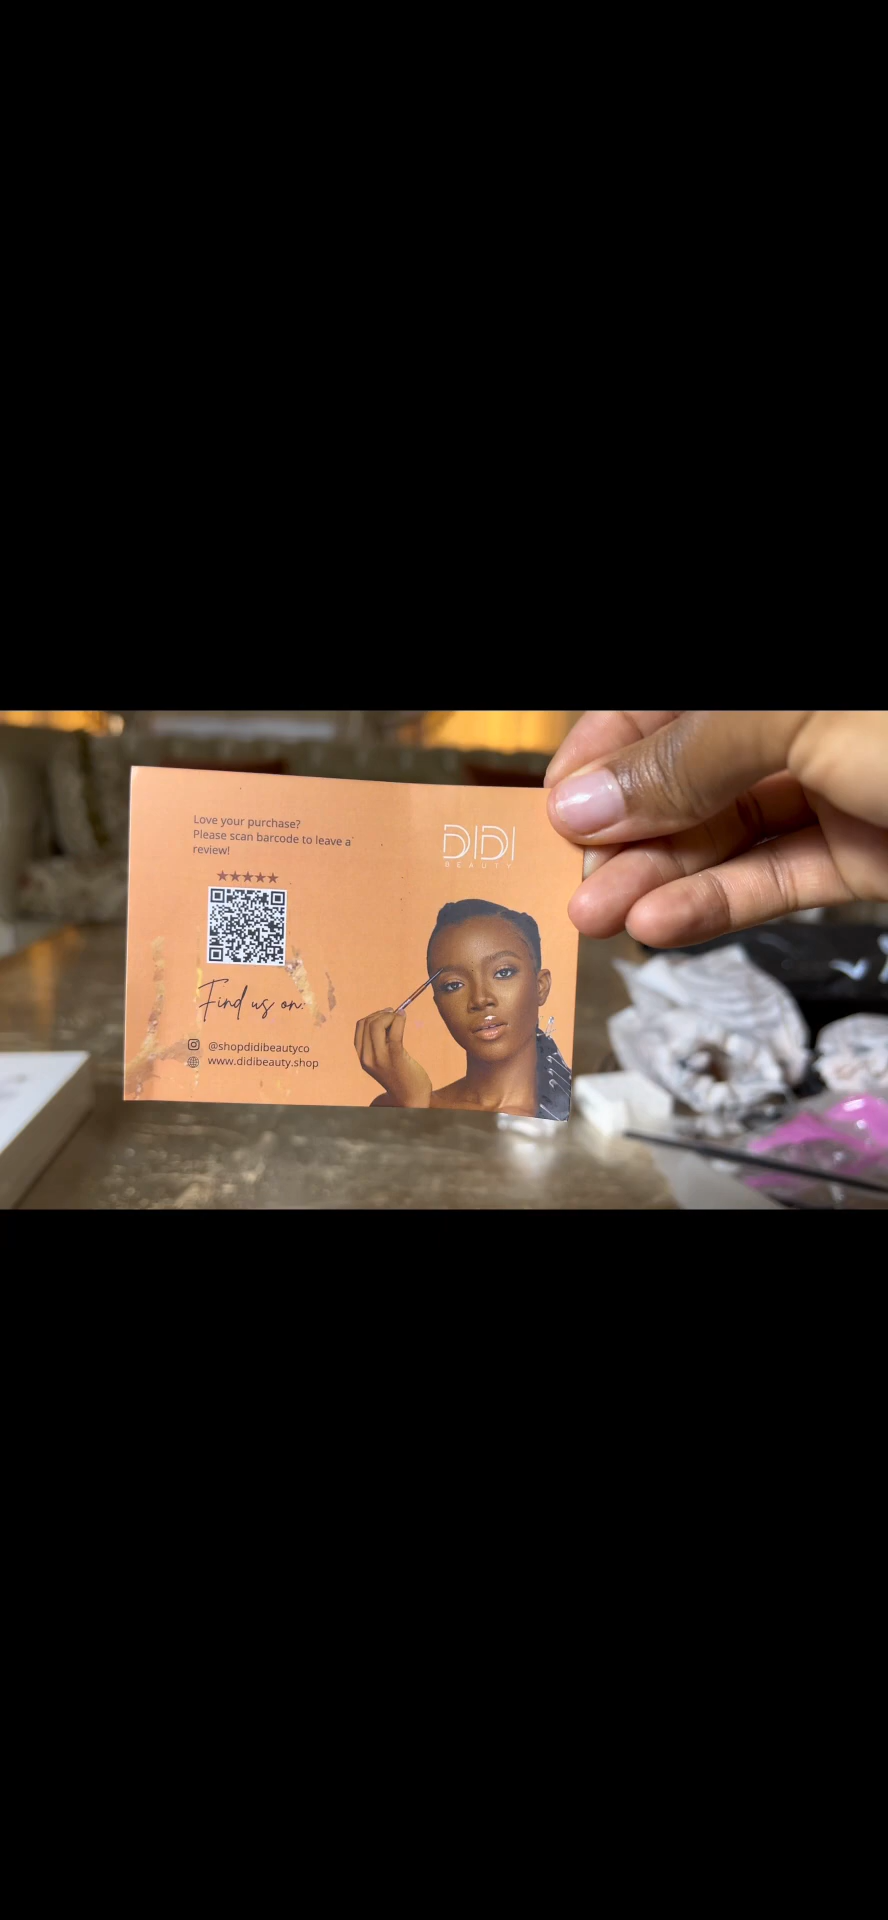 Love your purchase?
Please scan barcode to leave a
review!
DIDI
BEAUTY
Find us on:
@shopdidibeautyco
www.didibeauty.shop